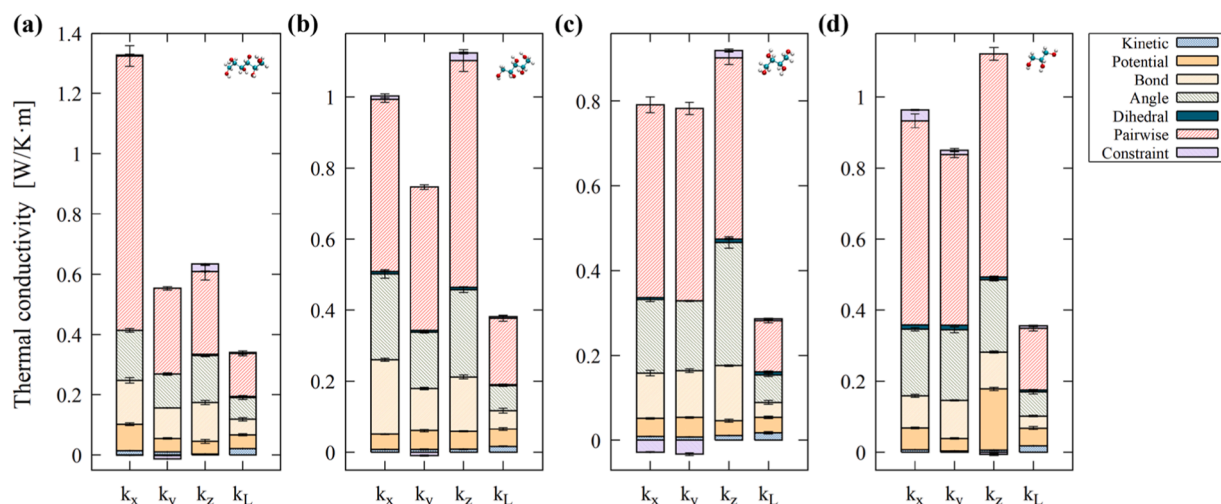 (a)
(b)
(c)
(d)
Thermal conductivity [W/K·m]
1.4
1.2
1
0.8
0.6
0.4
0.2
0
kx ky kz kL
1
0.8
0.6
0.4
0.2
0
kx ky kz kL
0.8
0.6
0.4
0.2
0
kx ky kz kL
1
0.8
0.6
0.4
0.2
0
kx ky kz kL
Kinetic
Potential
Bond
Angle
Dihedral
Pairwise
Constraint